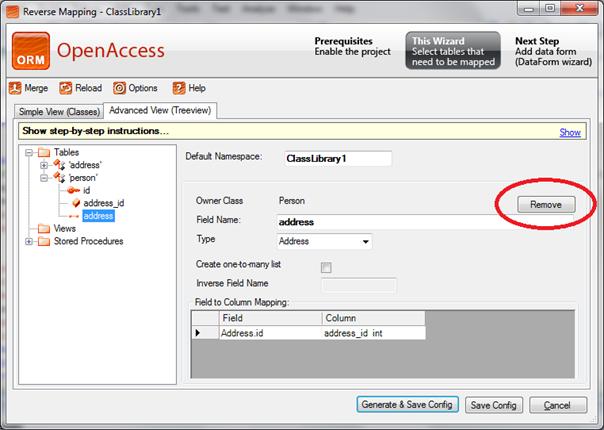 Reverse Mapping - ClassLibrary1
ORM
OpenAccess
Prerequisites
Enable the project
This Wizard
Select tables that
need to be mapped
Next Step
Add data form
(DataForm wizard)
Merge Reload Options Help
Simple View (Classes) Advanced View (Treeview)
Show step-by-step instructions... Show
Tables
'address'
'person'
id
address_id
address
Views
Stored Procedures
Default Namespace: ClassLibrary1
Owner Class Person Remove
Field Name: address
Type Address
Create one-to-many list
Inverse Field Name
Field to Column Mapping:
Field Column
Address.id address_id int
Generate & Save Config Save Config Cancel